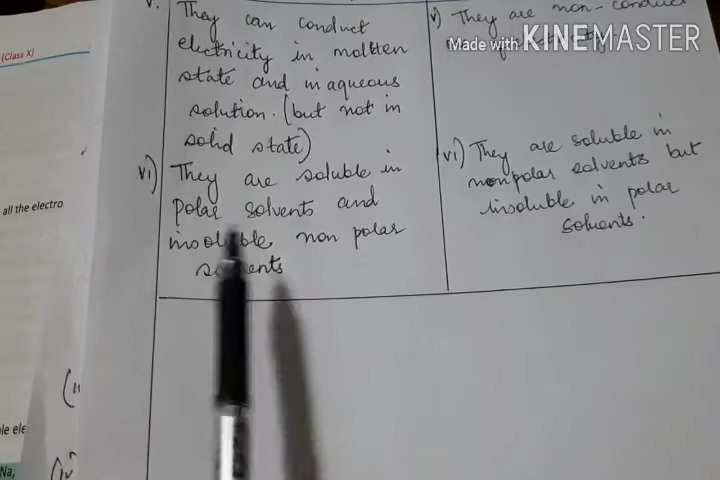 (Class X)
all the electro
Na,
V.
They can conduct
electricity in molten
state and in aqueous
solution. (but not in
solid state)
vi) They are soluble in
polar solvents and
insoluble non polar
solvents
v) They are non-conduct
Made with KINEMASTER
vi) They are soluble in
nonpolar solvents but
insoluble in polar
solvents.